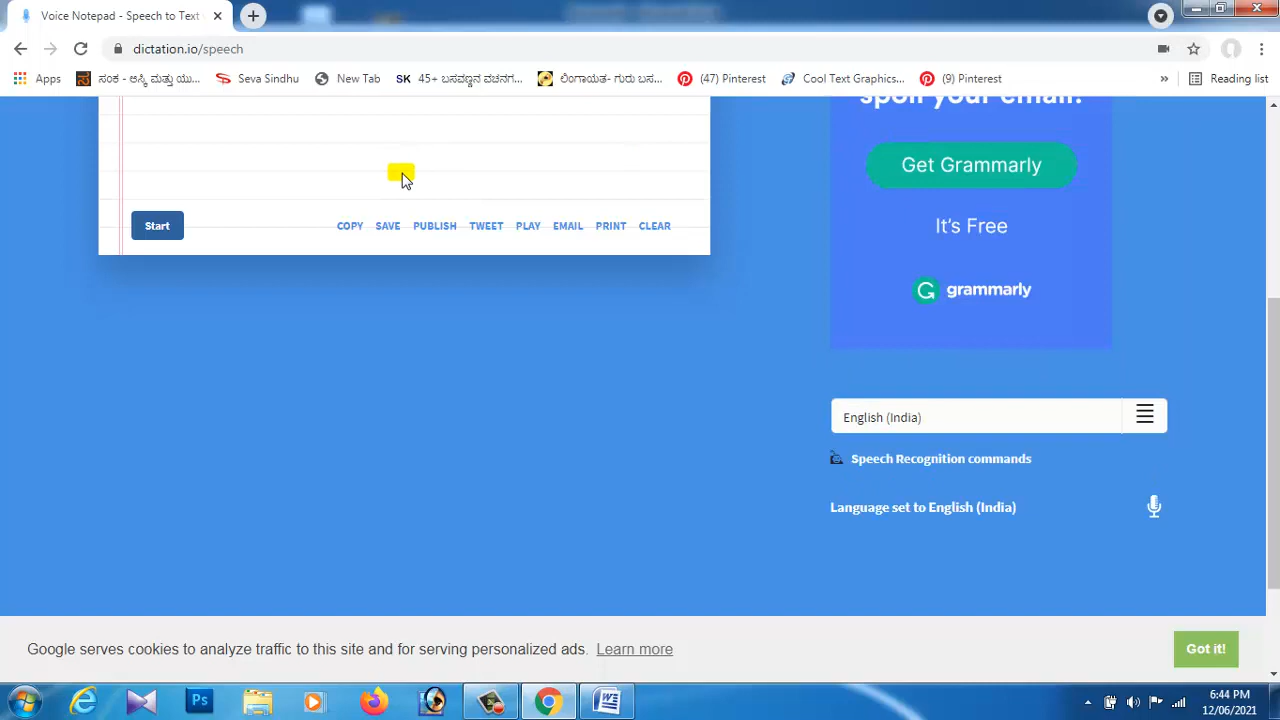 Voice Notepad - Speech to Text
dictation.io/speech
Apps
ಸಂಕ - ಅಸ್ಕಿ ಮತ್ತು ಯು...
Seva Sindhu
New Tab
SK 45+ ಬಸವಣ್ಣನ ವಚನಗ...
ಲಿಂಗಾಯತ- ಗುರು ಬಸ...
(47) Pinterest
Cool Text Graphics...
(9) Pinterest
»
Reading list
spoil your email?
Get Grammarly
It's Free
grammarly
Start
COPY SAVE PUBLISH TWEET PLAY EMAIL PRINT CLEAR
English (India)
Speech Recognition commands
Language set to English (India)
Google serves cookies to analyze traffic to this site and for serving personalized ads. Learn more
Got it!
Ps
6:44 PM
12/06/2021